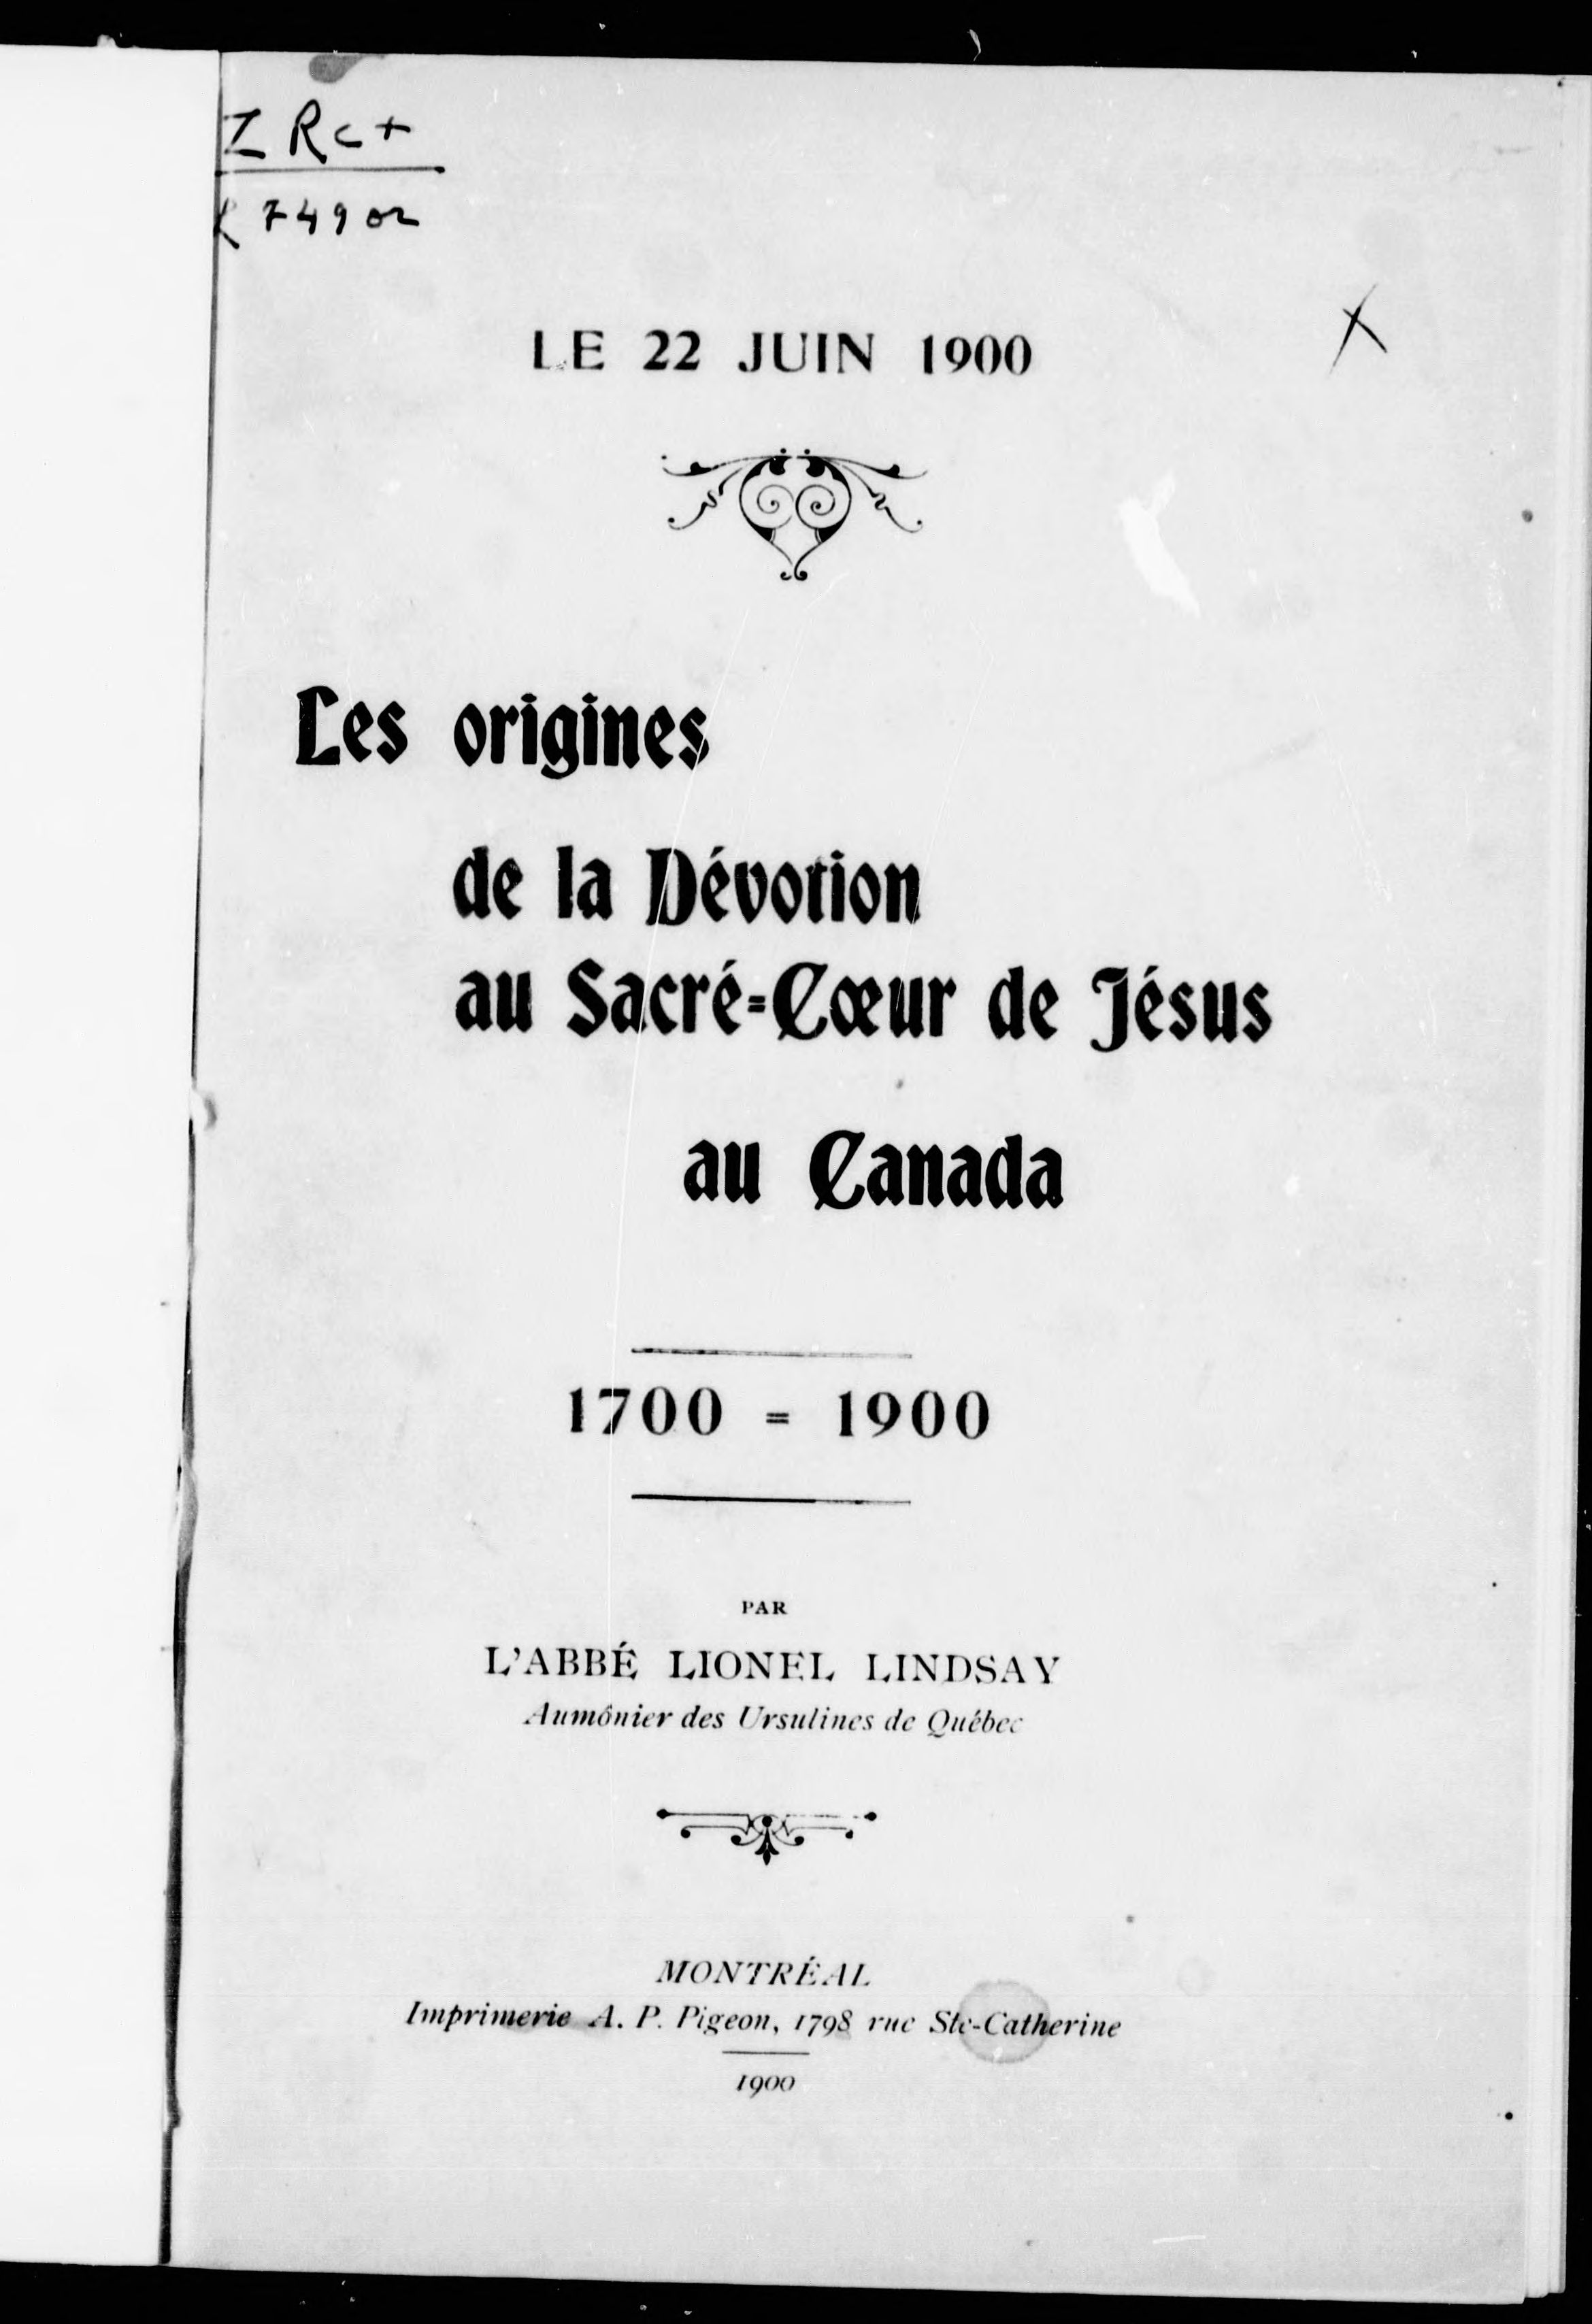 Z Rc+
74902
LE 22 JUIN 1900
Les origines
de la Dévotion
au Sacré=Cœur de Jésus
au Canada
1700 = 1900
PAR
L'ABBÉ LIONEL LINDSAY
Aumônier des Ursulines de Québec
MONTRÉAL
Imprimerie A. P. Pigeon, 1798 rue Ste-Catherine
1900